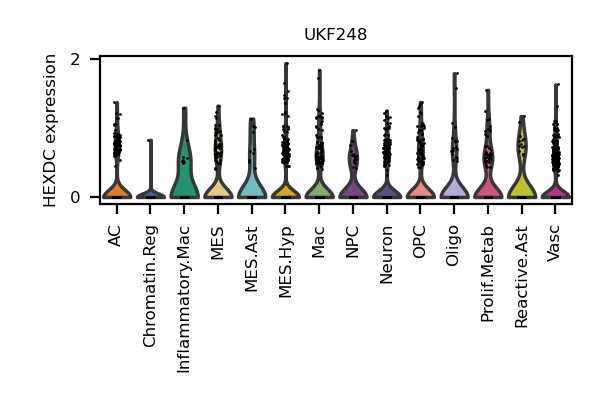 UKF248
HEXDC expression
2
0
AC
Chromatin.Reg
Inflammatory.Mac
MES
MES.Ast
MES.Hyp
Mac
NPC
Neuron
OPC
Oligo
Prolif.Metab
Reactive.Ast
Vasc